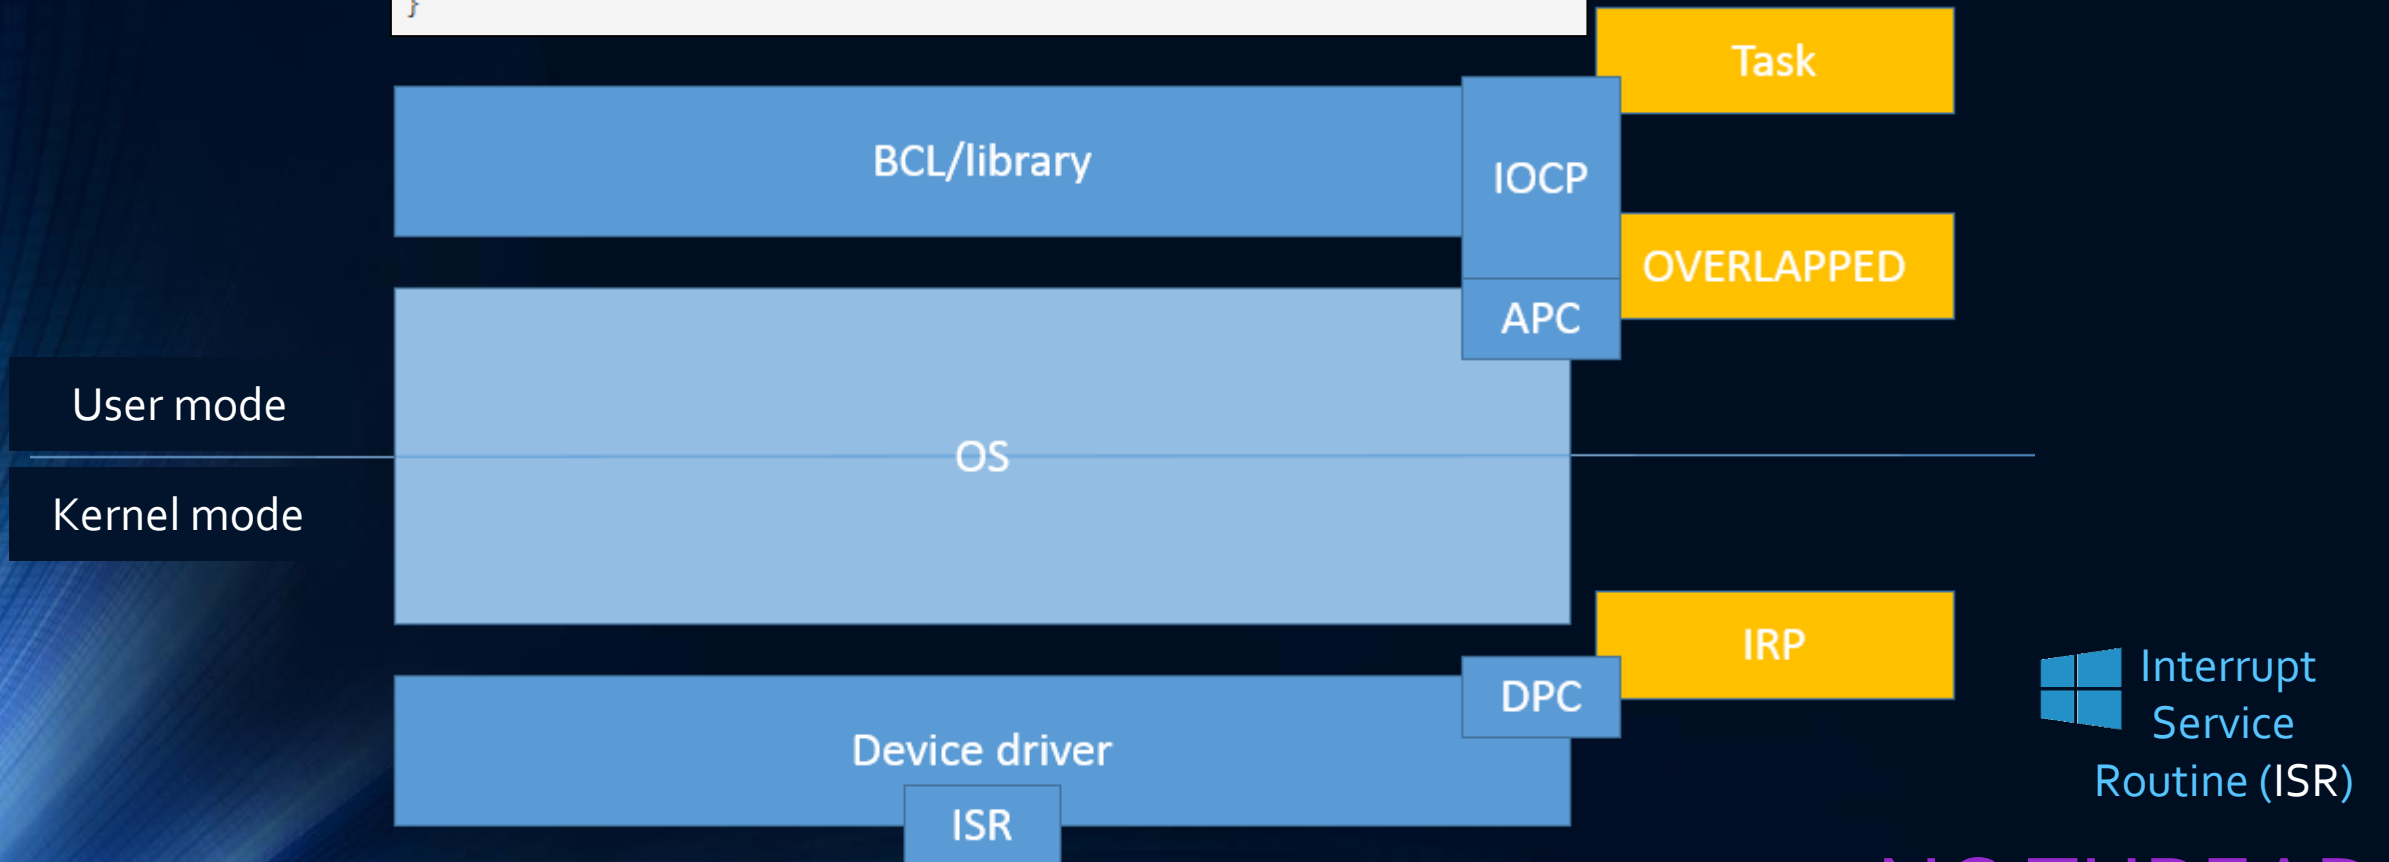 }
Task
BCL/library
IOCP
OVERLAPPED
APC
User mode
OS
Kernel mode
IRP
DPC
Interrupt
Service
Routine (ISR)
Device driver
ISR